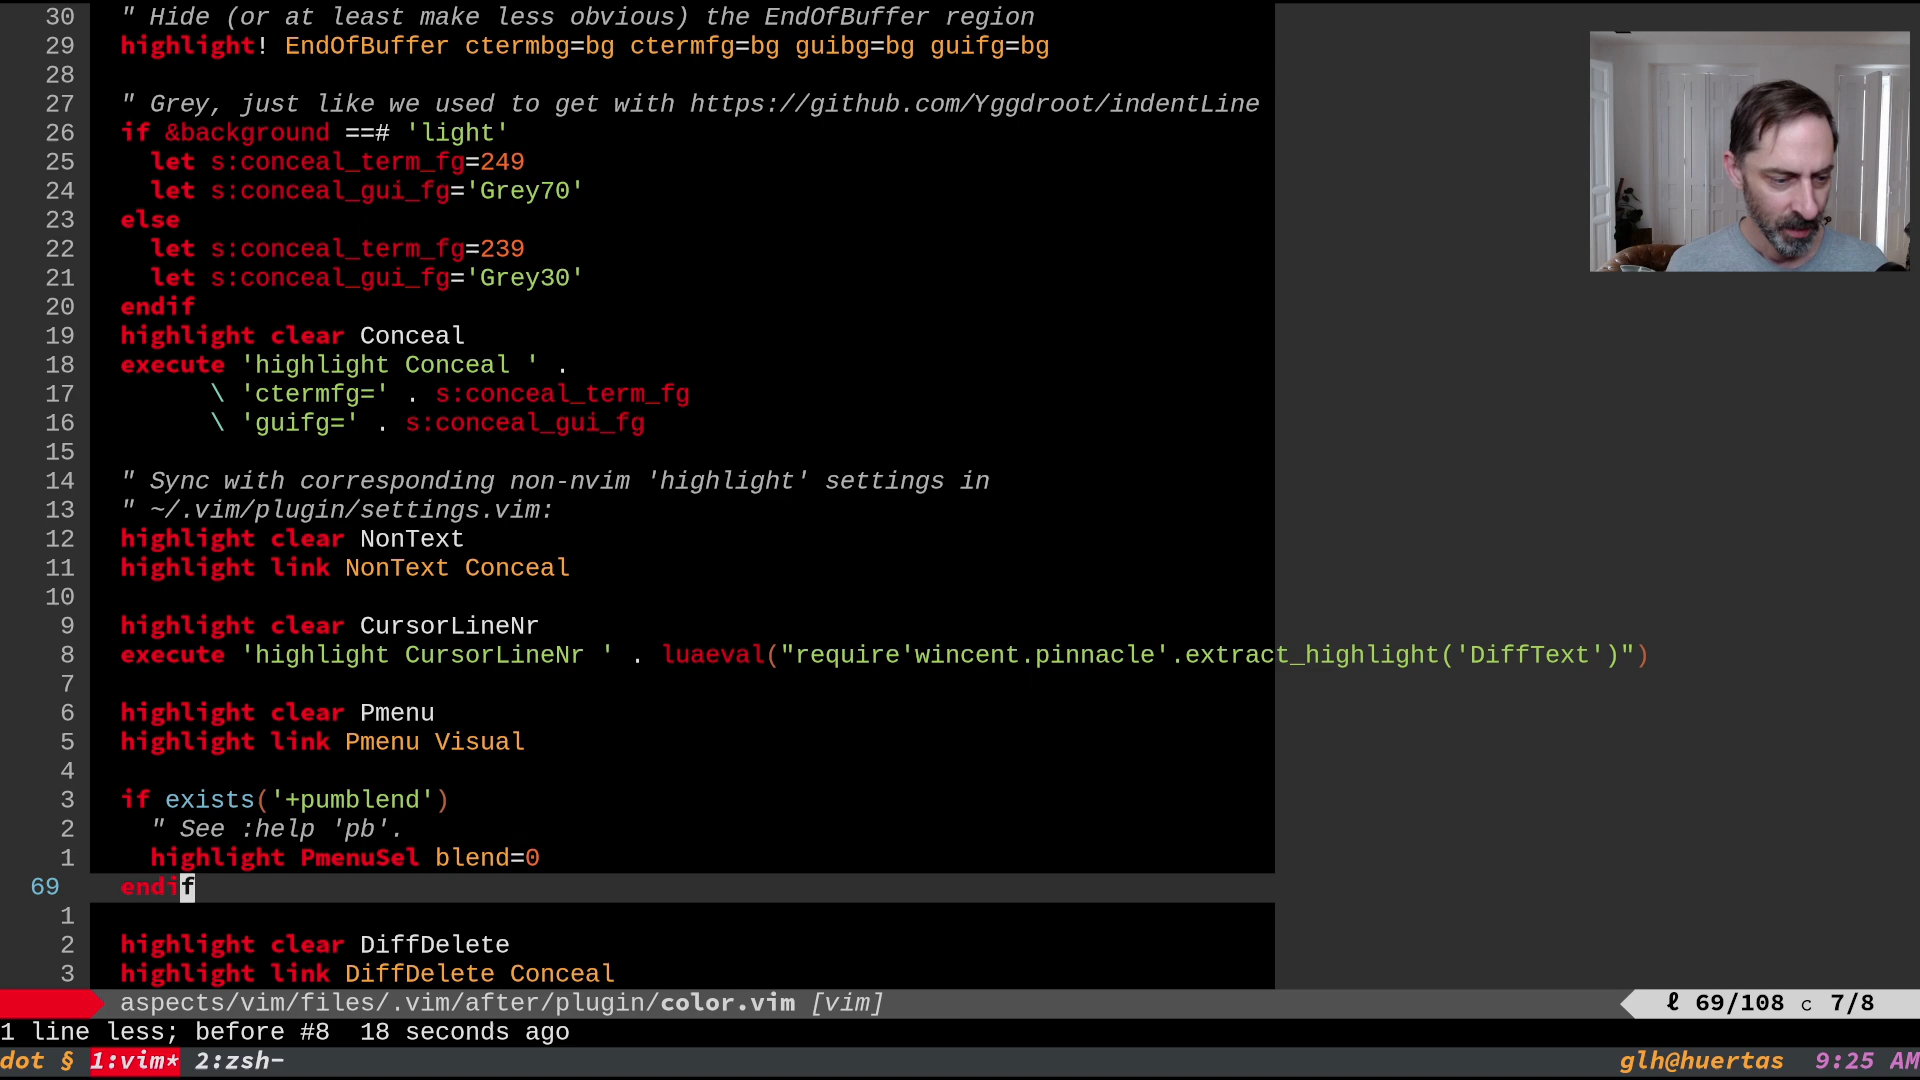 30 " Hide (or at least make less obvious) the EndOfBuffer region
29 highlight! EndOfBuffer ctermbg=bg ctermfg=bg guibg=bg guifg=bg
28
27 " Grey, just like we used to get with https://github.com/Yggdroot/indentLine
26 if &background ==# 'light'
25   let s:conceal_term_fg=249
24   let s:conceal_gui_fg='Grey70'
23 else
22   let s:conceal_term_fg=239
21   let s:conceal_gui_fg='Grey30'
20 endif
19 highlight clear Conceal
18 execute 'highlight Conceal ' .
17       \ 'ctermfg=' . s:conceal_term_fg
16       \ 'guifg=' . s:conceal_gui_fg
15
14 " Sync with corresponding non-nvim 'highlight' settings in
13 " ~/.vim/plugin/settings.vim:
12 highlight clear NonText
11 highlight link NonText Conceal
10
9 highlight clear CursorLineNr
8 execute 'highlight CursorLineNr ' . luaeval("require'wincent.pinnacle'.extract_highlight('DiffText')")
7
6 highlight clear Pmenu
5 highlight link Pmenu Visual
4
3 if exists('+pumblend')
2   " See :help 'pb'.
1   highlight PmenuSel blend=0
69 endif
1
2 highlight clear DiffDelete
3 highlight link DiffDelete Conceal
aspects/vim/files/.vim/after/plugin/color.vim [vim] ℓ 69/108 c 7/8
1 line less; before #8  18 seconds ago
dot § 1:vim* 2:zsh- glh@huertas 9:25 AM